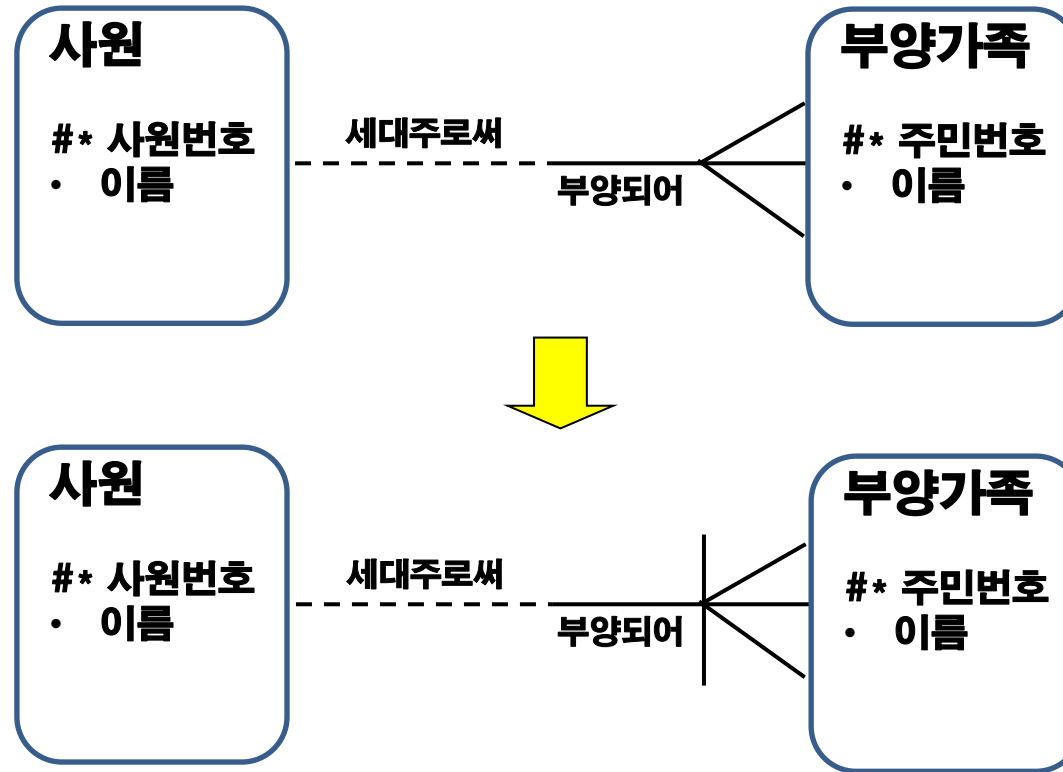 사원
#* 사원번호
• 이름
세대주로써
부양되어
부양가족
#* 주민번호
• 이름
사원
#* 사원번호
• 이름
세대주로써
부양되어
부양가족
#* 주민번호
• 이름